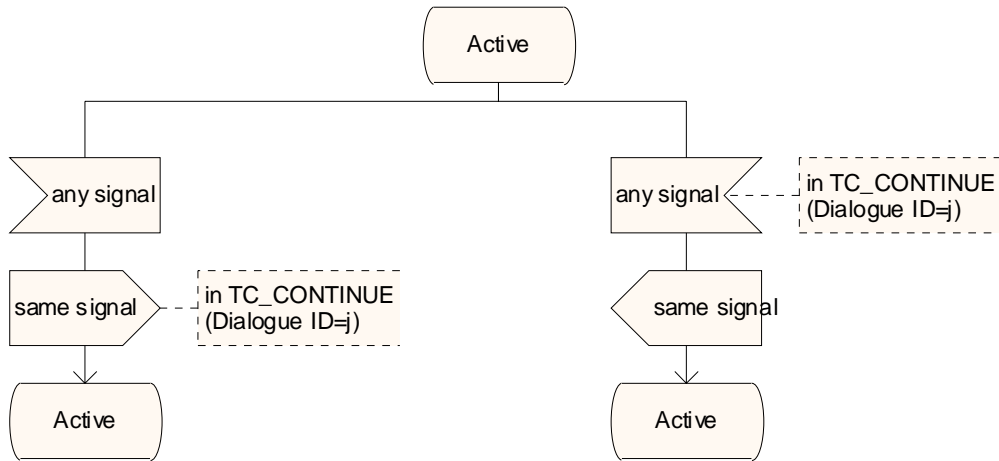 Active
any signal
any signal
in TC_CONTINUE
(Dialogue ID=j)
same signal
in TC_CONTINUE
(Dialogue ID=j)
same signal
Active
Active